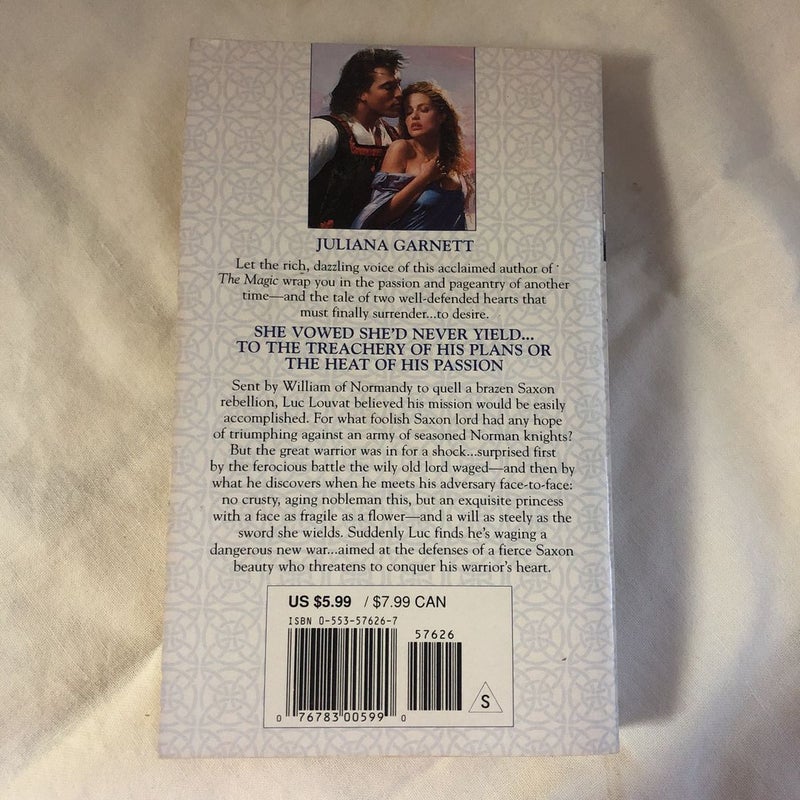 JULIANA GARNETT
Let the rich, dazzling voice of this acclaimed author of
The Magic wrap you in the passion and pageantry of another
time—and the tale of two well-defended hearts that
must finally surrender...to desire.
SHE VOWED SHE'D NEVER YIELD...
TO THE TREACHERY OF HIS PLANS OR
THE HEAT OF HIS PASSION
Sent by William of Normandy to quell a brazen Saxon
rebellion, Luc Louvat believed his mission would be easily
accomplished. For what foolish Saxon lord had any hope
of triumphing against an army of seasoned Norman knights?
But the great warrior was in for a shock...surprised first
by the ferocious battle the wily old lord waged—and then by
what he discovers when he meets his adversary face-to-face:
no crusty, aging nobleman this, but an exquisite princess
with a face as fragile as a flower—and a will as steely as the
sword she wields. Suddenly Luc finds he's waging a
dangerous new war...aimed at the defenses of a fierce Saxon
beauty who threatens to conquer his warrior's heart.
US $5.99 / $7.99 CAN
ISBN 0-553-57626-7
57626
0 76783 00599 0
S